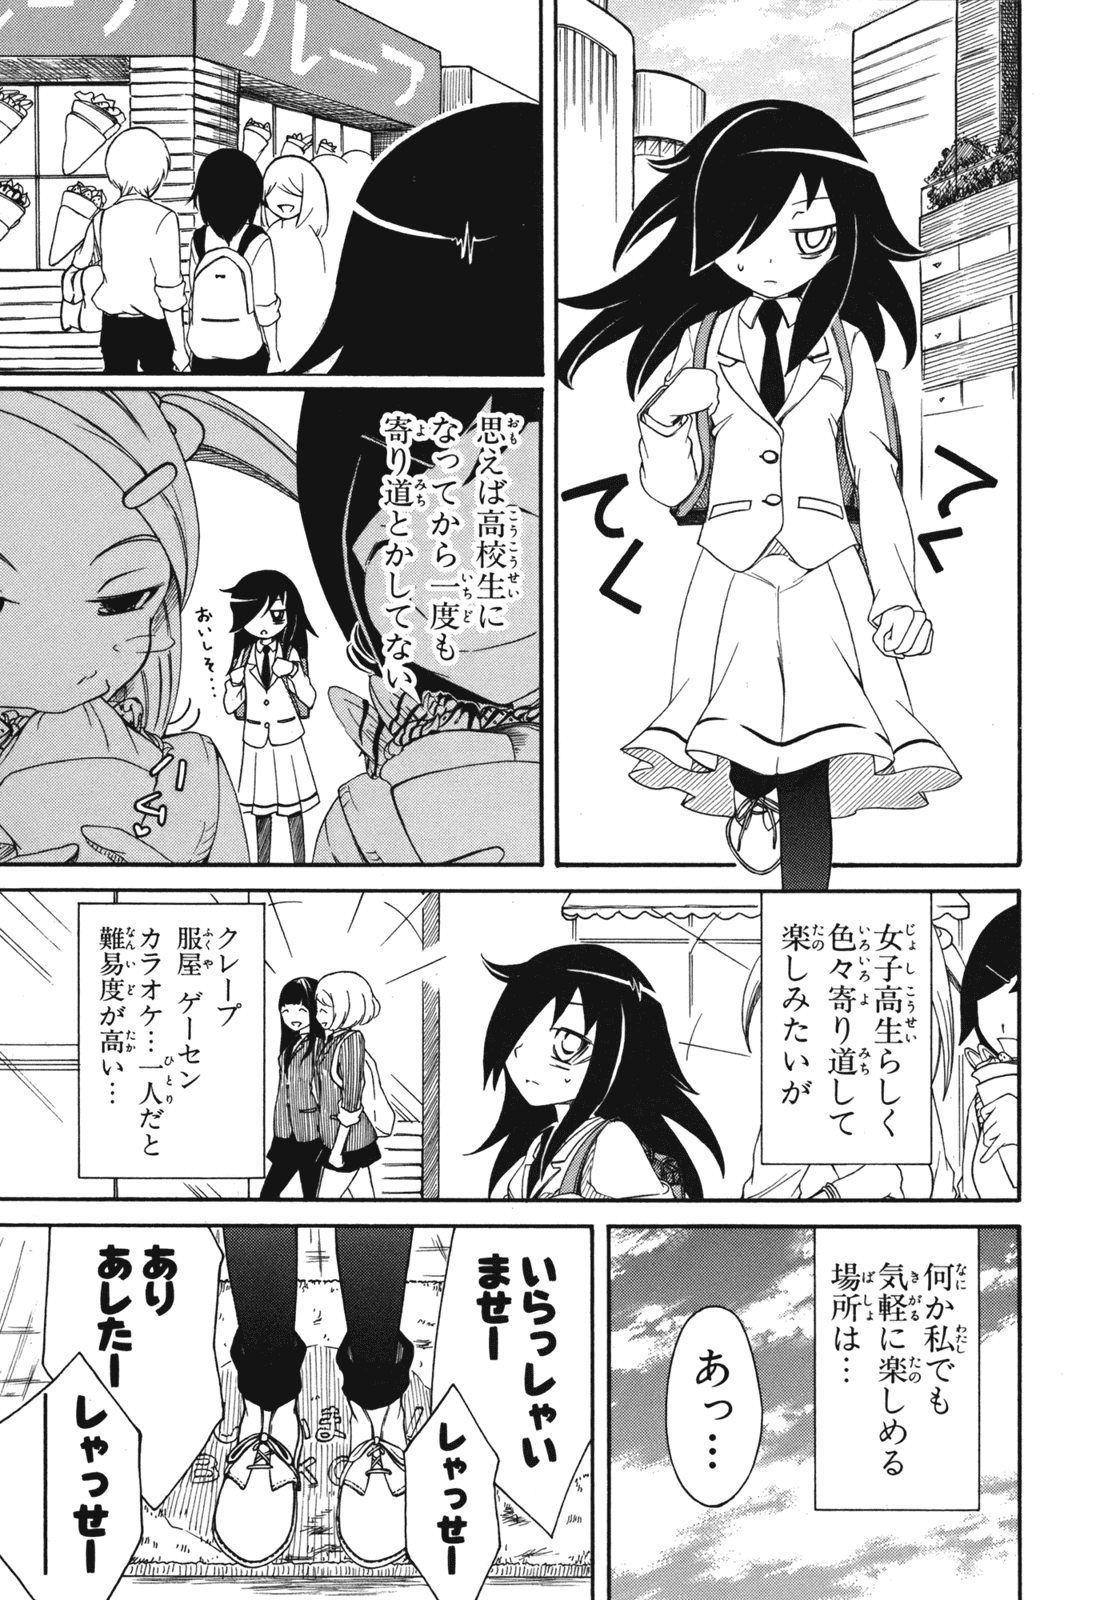 てくてく
クレープ
思えば高校生に
なってから一度も
寄り道とかしてない
おいしそ…
ハムッ
女子高生らしく
色々寄り道して
楽しみたいが
クレープ
服屋 ゲーセン
カラオケ…一人だと
難易度が高い…
何か私でも
気軽に楽しめる
場所は…
あっ…
いらっしゃい
ませー
しゃっせー
あり
あしたー
しゃっせー